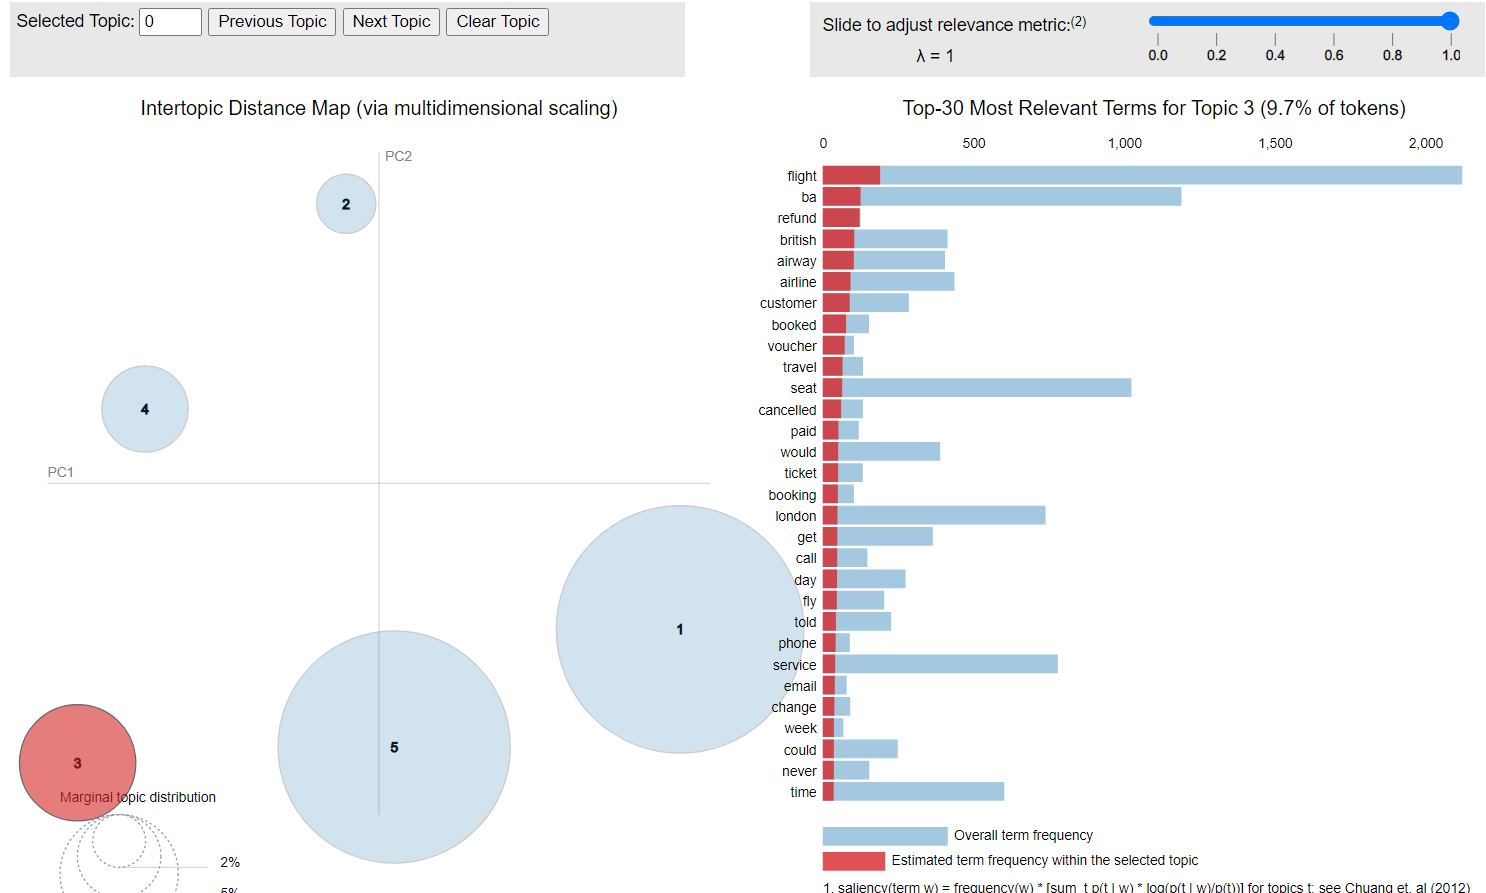 Selected Topic: 0 Previous Topic Next Topic Clear Topic
Slide to adjust relevance metric:(2)
λ = 1
0.0 0.2 0.4 0.6 0.8 1.0
Intertopic Distance Map (via multidimensional scaling)
PC2
2
4
PC1
1
5
3
Marginal topic distribution
2%
5%
Top-30 Most Relevant Terms for Topic 3 (9.7% of tokens)
0 500 1,000 1,500 2,000
flight
ba
refund
british
airway
airline
customer
booked
voucher
travel
seat
cancelled
paid
would
ticket
booking
london
get
call
day
fly
told
phone
service
email
change
week
could
never
time
Overall term frequency
Estimated term frequency within the selected topic
1. saliency(term w) = frequency(w) * [sum_t p(t | w) * log(p(t | w)/p(t))] for topics t; see Chuang et. al (2012)